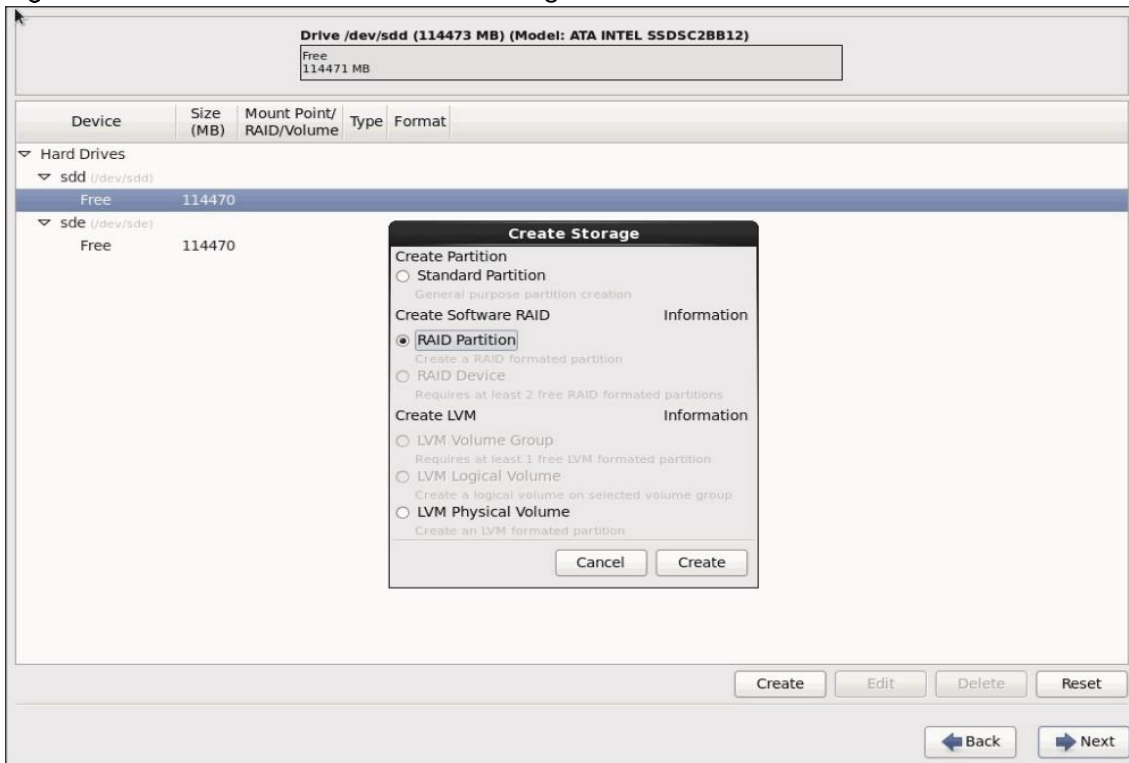 Drive /dev/sdd (114473 MB) (Model: ATA INTEL SSDSC2BB12)
Free
114471 MB
Device Size (MB) Mount Point/ RAID/Volume Type Format
Hard Drives
sdd (/dev/sdd)
Free 114470
sde (/dev/sde)
Free 114470
Create Storage
Create Partition
Standard Partition
General purpose partition creation
Create Software RAID Information
RAID Partition
Create a RAID formated partition
RAID Device
Requires at least 2 free RAID formated partitions
Create LVM Information
LVM Volume Group
Requires at least 1 free LVM formated partition
LVM Logical Volume
Create a logical volume on selected volume group
LVM Physical Volume
Create an LVM formated partition
Cancel Create
Create Edit Delete Reset
Back Next